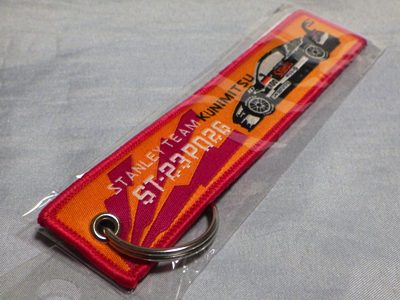 STANLEY TEAM KUNIMITSU
ST-23P026